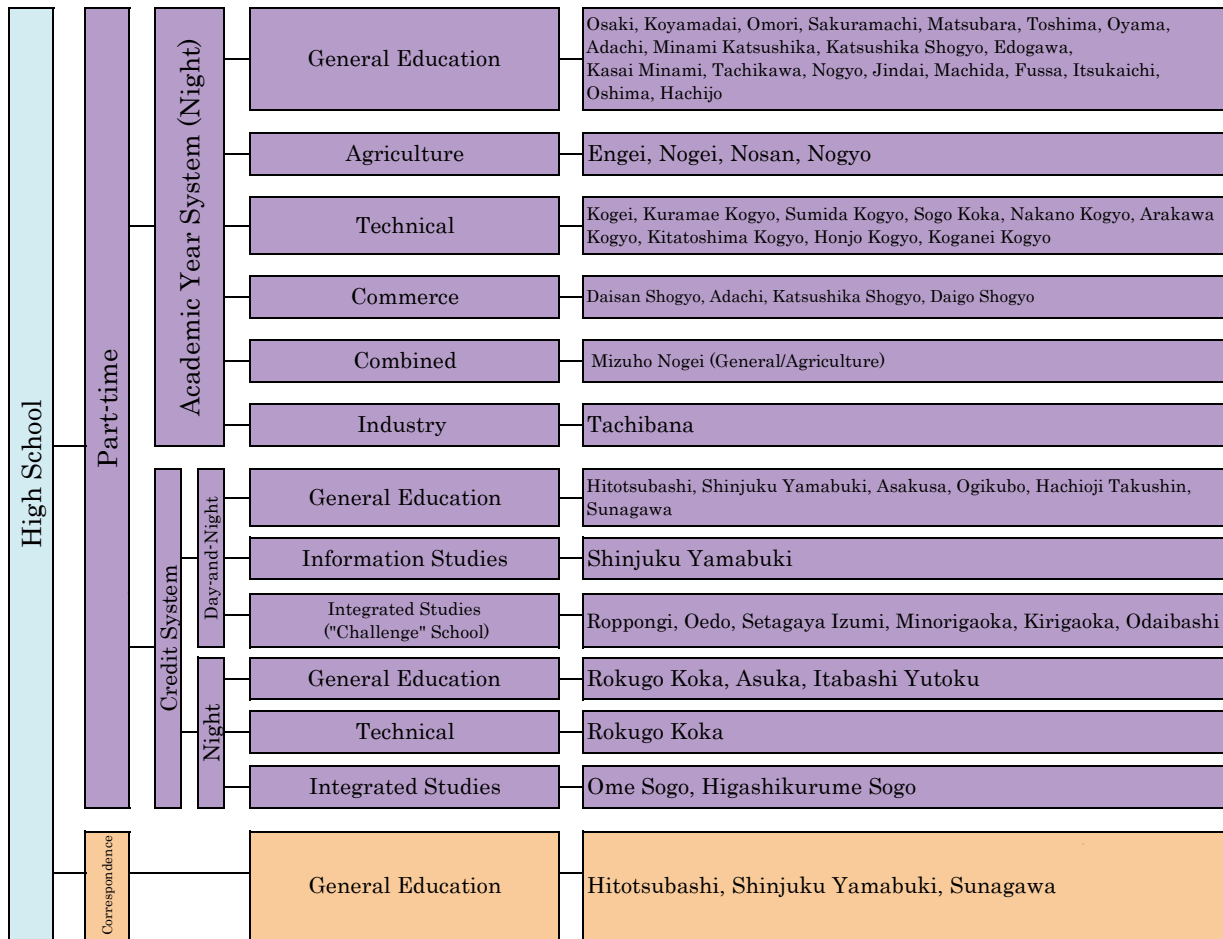 High School
Part-time
Academic Year System (Night)
General Education
Osaki, Koyamadai, Omori, Sakuramachi, Matsubara, Toshima, Oyama,
Adachi, Minami Katsushika, Katsushika Shogyo, Edogawa,
Kasai Minami, Tachikawa, Nogyo, Jindai, Machida, Fussa, Itsukaichi,
Oshima, Hachijo
Agriculture
Engei, Nogei, Nosan, Nogyo
Technical
Kogei, Kuramae Kogyo, Sumida Kogyo, Sogo Koka, Nakano Kogyo, Arakawa
Kogyo, Kitatoshima Kogyo, Honjo Kogyo, Koganei Kogyo
Commerce
Daisan Shogyo, Adachi, Katsushika Shogyo, Daigo Shogyo
Combined
Mizuho Nogei (General/Agriculture)
Industry
Tachibana
Credit System
Day-and-Night
General Education
Hitotsubashi, Shinjuku Yamabuki, Asakusa, Ogikubo, Hachioji Takushin,
Sunagawa
Information Studies
Shinjuku Yamabuki
Integrated Studies
("Challenge" School)
Roppongi, Oedo, Setagaya Izumi, Minorigaoka, Kirigaoka, Odaibashi
Night
General Education
Rokugo Koka, Asuka, Itabashi Yutoku
Technical
Rokugo Koka
Integrated Studies
Ome Sogo, Higashikurume Sogo
Correspondence
General Education
Hitotsubashi, Shinjuku Yamabuki, Sunagawa